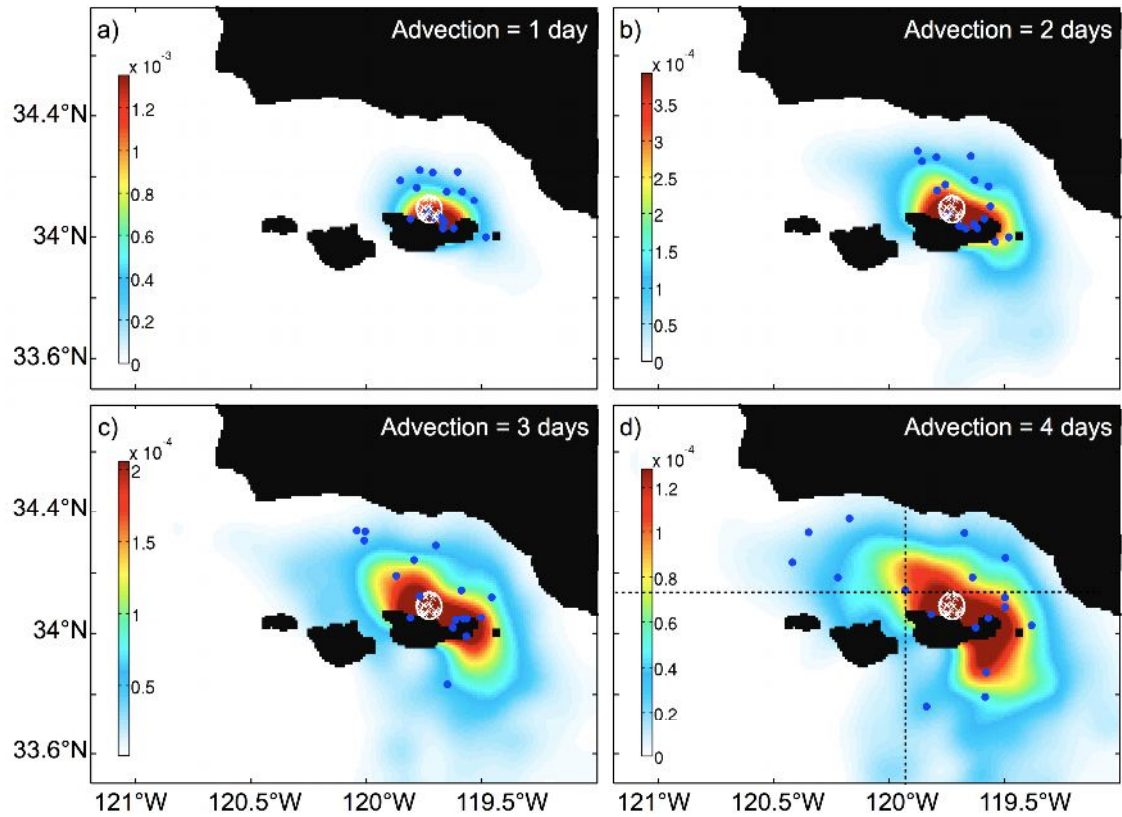 a)
Advection = 1 day
x 10⁻³
1.2
1
0.8
0.6
0.4
0.2
0
34.4°N
34°N
33.6°N
b)
Advection = 2 days
x 10⁻⁴
3.5
3
2.5
2
1.5
1
0.5
0
c)
Advection = 3 days
x 10⁻⁴
2
1.5
1
0.5
34.4°N
34°N
33.6°N
121°W
120.5°W
120°W
119.5°W
d)
Advection = 4 days
x 10⁻⁴
1.2
1
0.8
0.6
0.4
0.2
0
121°W
120.5°W
120°W
119.5°W